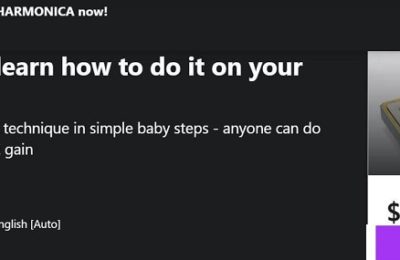 HARMONICA now!
learn how to do it on your
technique in simple baby steps - anyone can do
gain
nglish [Auto]
$